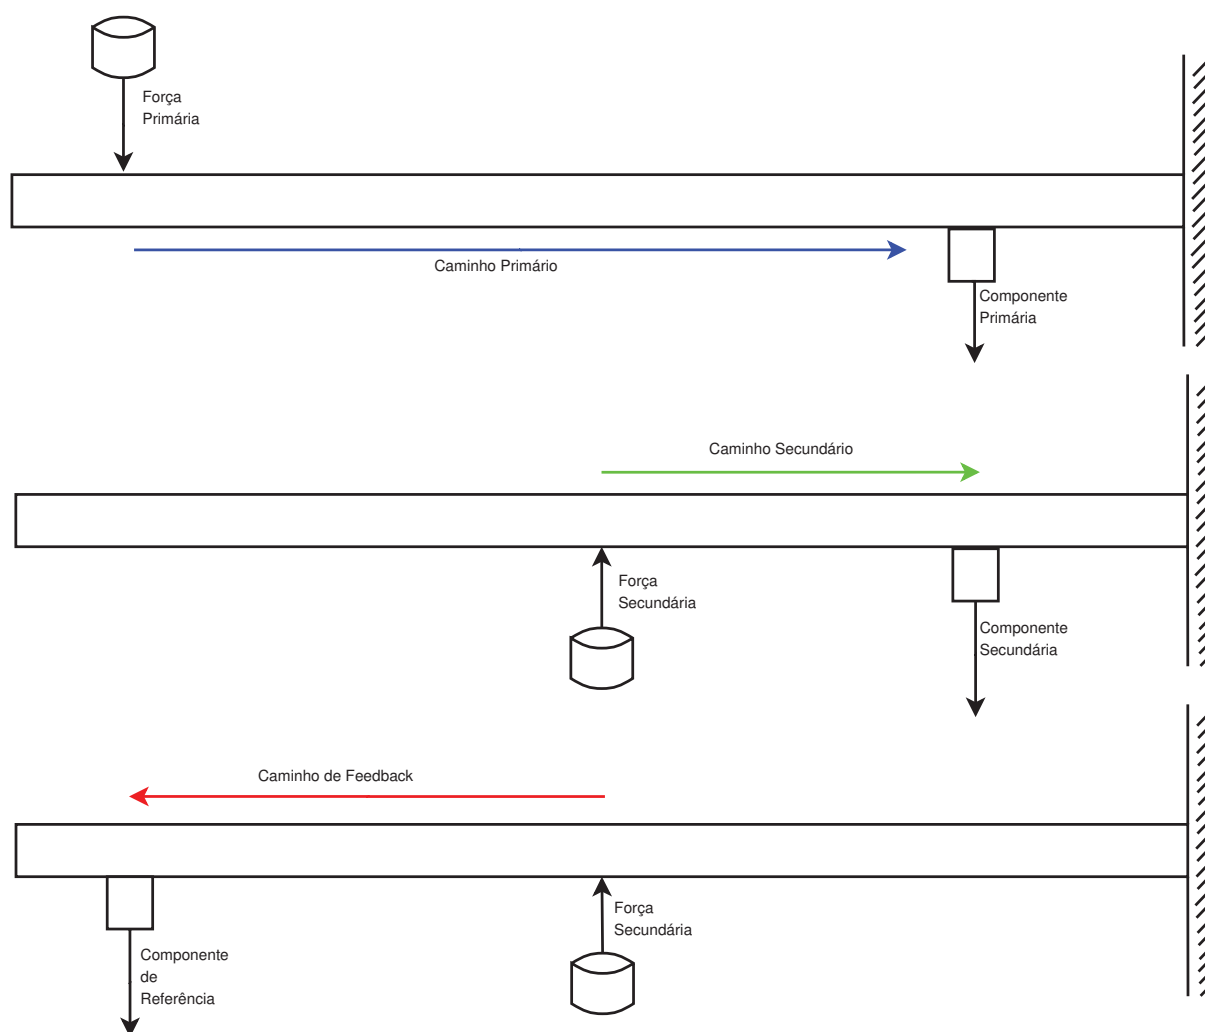 Força
Primária
Caminho Primário
Componente
Primária
Caminho Secundário
Força
Secundária
Componente
Secundária
Caminho de Feedback
Força
Secundária
Componente
de
Referência